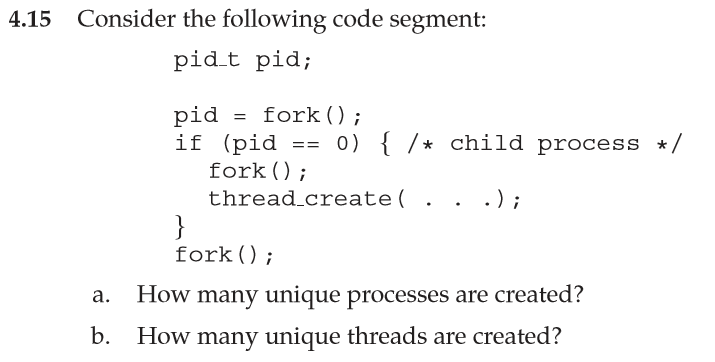 4.15 Consider the following code segment:
pid_t pid;
pid = fork();
if (pid == 0) { /* child process */
fork();
thread_create( . . .);
}
fork();
a. How many unique processes are created?
b. How many unique threads are created?